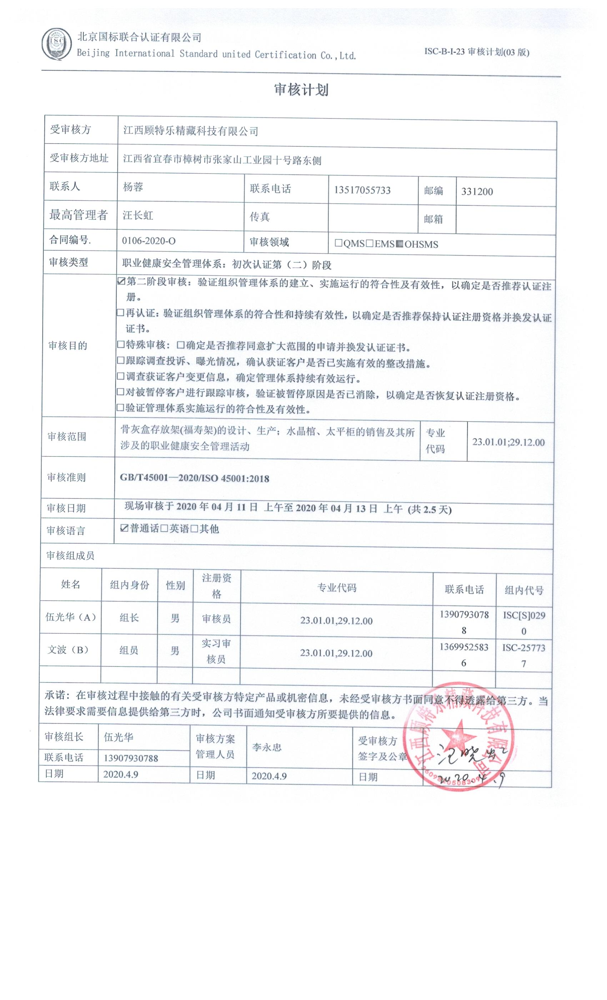 北京国标联合认证有限公司
Beijing International Standard united Certification Co.,Ltd.
ISC-B-I-23 审核计划(03 版)
ISC
审核计划
受审核方 江西顾特乐精藏科技有限公司
受审核方地址 江西省宜春市樟树市张家山工业园十号路东侧
联系人 杨蓉 联系电话 13517055733 邮编 331200
最高管理者 汪长虹 传真 邮箱
合同编号. 0106-2020-O 审核领域 □QMS□EMS■OHSMS
审核类型 职业健康安全管理体系：初次认证第（二）阶段
审核目的
☑第二阶段审核：验证组织管理体系的建立、实施运行的符合性及有效性，以确定是否推荐认证注
册。
□再认证：验证组织管理体系的符合性和持续有效性，以确定是否推荐保持认证注册资格并换发认证
证书。
□特殊审核：□确定是否推荐同意扩大范围的申请并换发认证证书。
□跟踪调查投诉、曝光情况，确认获证客户是否已实施有效的整改措施。
□调查获证客户变更信息，确定管理体系持续有效运行。
□对被暂停客户进行跟踪审核，验证被暂停原因是否已消除，以确定是否恢复认证注册资格。
□验证管理体系实施运行的符合性及有效性。
审核范围
骨灰盒存放架(福寿架)的设计、生产；水晶棺、太平柜的销售及其所
涉及的职业健康安全管理活动
专业
代码
23.01.01;29.12.00
审核准则 GB/T45001—2020/ISO 45001:2018
审核日期 现场审核于 2020 年 04 月 11 日 上午至 2020 年 04 月 13 日 上午 (共 2.5 天)
审核语言 ☑普通话□英语□其他
审核组成员
姓名 组内身份 性别 注册资
格
专业代码 联系电话 组内代号
伍光华（A） 组长 男 审核员 23.01.01,29.12.00 1390793078
8
ISC[S]029
0
文波（B） 组员 男 实习审
核员
23.01.01,29.12.00 1369952583
6
ISC-25773
7
承诺：在审核过程中接触的有关受审核方特定产品或机密信息，未经受审核方书面同意不得透露给第三方。当
法律要求需要信息提供给第三方时，公司书面通知受审核方所要提供的信息。
审核组长 伍光华 审核方案
管理人员
李永忠 受审核方
签字及公章
联系电话 13907930788
日期 2020.4.9 日期 2020.4.9 日期 2020.4.9
江西顾特乐精藏科技有限公司